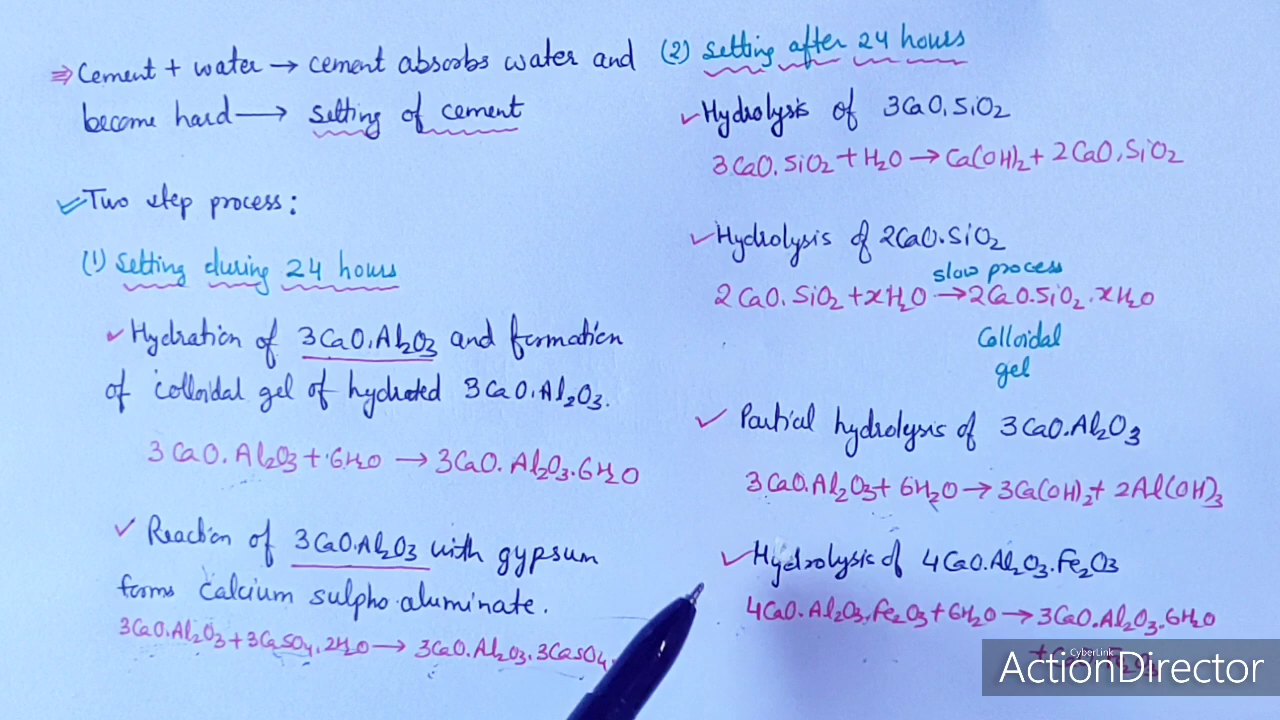 ⇒ Cement + water → cement absorbs water and
become hard → setting of cement
✓ Two step process:
(1) Setting during 24 hours
✓ Hydration of 3CaO.Al2O3 and formation
of colloidal gel of hydrated 3CaO.Al2O3.
3CaO.Al2O3 + 6H2O → 3CaO.Al2O3.6H2O
✓ Reaction of 3CaO.Al2O3 with gypsum
forms calcium sulpho.aluminate.
3CaO.Al2O3 + 3CaSO4.2H2O → 3CaO.Al2O3.3CaSO4.
(2) Setting after 24 hours
✓ Hydrolysis of 3CaO.SiO2
3CaO.SiO2 + H2O → Ca(OH)2 + 2CaO.SiO2
✓ Hydrolysis of 2CaO.SiO2
slow process
2CaO.SiO2 + xH2O → 2CaO.SiO2.xH2O
Colloidal
gel
✓ Partial hydrolysis of 3CaO.Al2O3
3CaO.Al2O3 + 6H2O → 3Ca(OH)2 + 2Al(OH)3
✓ Hydrolysis of 4CaO.Al2O3.Fe2O3
4CaO.Al2O3.Fe2O3 + 6H2O → 3CaO.Al2O3.6H2O
CyberLink
ActionDirector